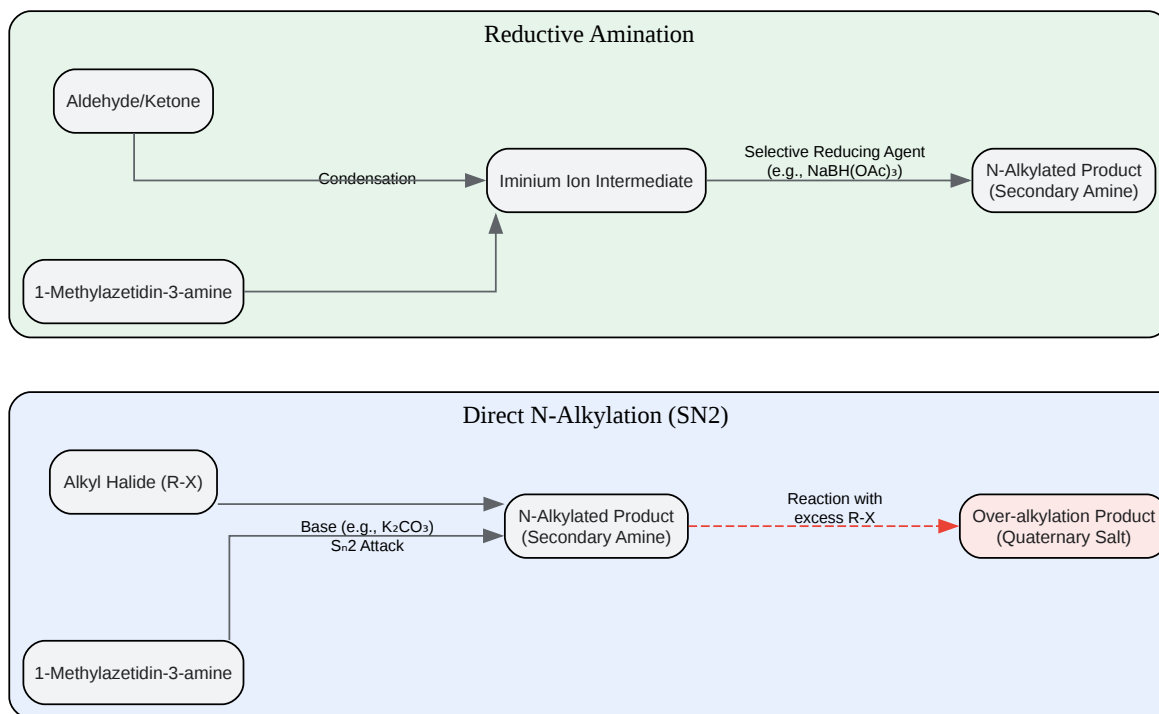 Reductive Amination
Aldehyde/Ketone
Condensation
Iminium Ion Intermediate
Selective Reducing Agent
(e.g., NaBH(OAc)₃)
N-Alkylated Product
(Secondary Amine)
1-Methylazetidin-3-amine
Direct N-Alkylation (SN2)
Alkyl Halide (R-X)
Base (e.g., K₂CO₃)
Sₙ2 Attack
N-Alkylated Product
(Secondary Amine)
Reaction with
excess R-X
Over-alkylation Product
(Quaternary Salt)
1-Methylazetidin-3-amine